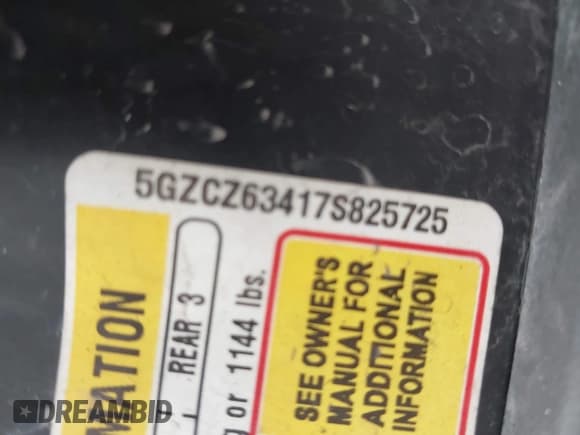 5GZCZ63417S825725
MATION
REAR 3
g or 1144 lbs.
SEE OWNER'S
MANUAL FOR
ADDITIONAL
INFORMATION
DREAMBID